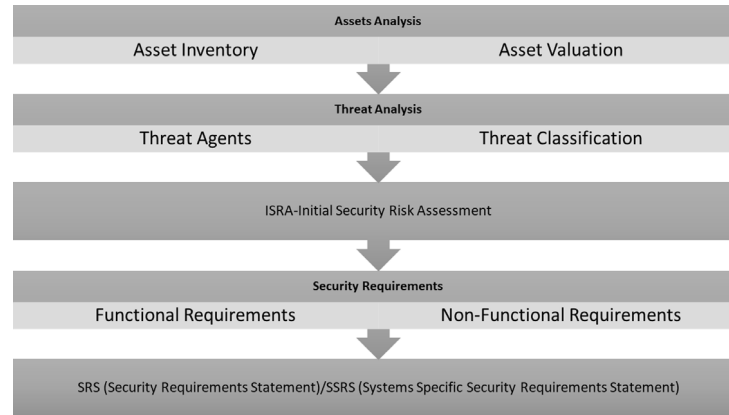 Assets Analysis
Asset Inventory
Asset Valuation
Threat Analysis
Threat Agents
Threat Classification
ISRA-Initial Security Risk Assessment
Security Requirements
Functional Requirements
Non-Functional Requirements
SRS (Security Requirements Statement)/SSRS (Systems Specific Security Requirements Statement)